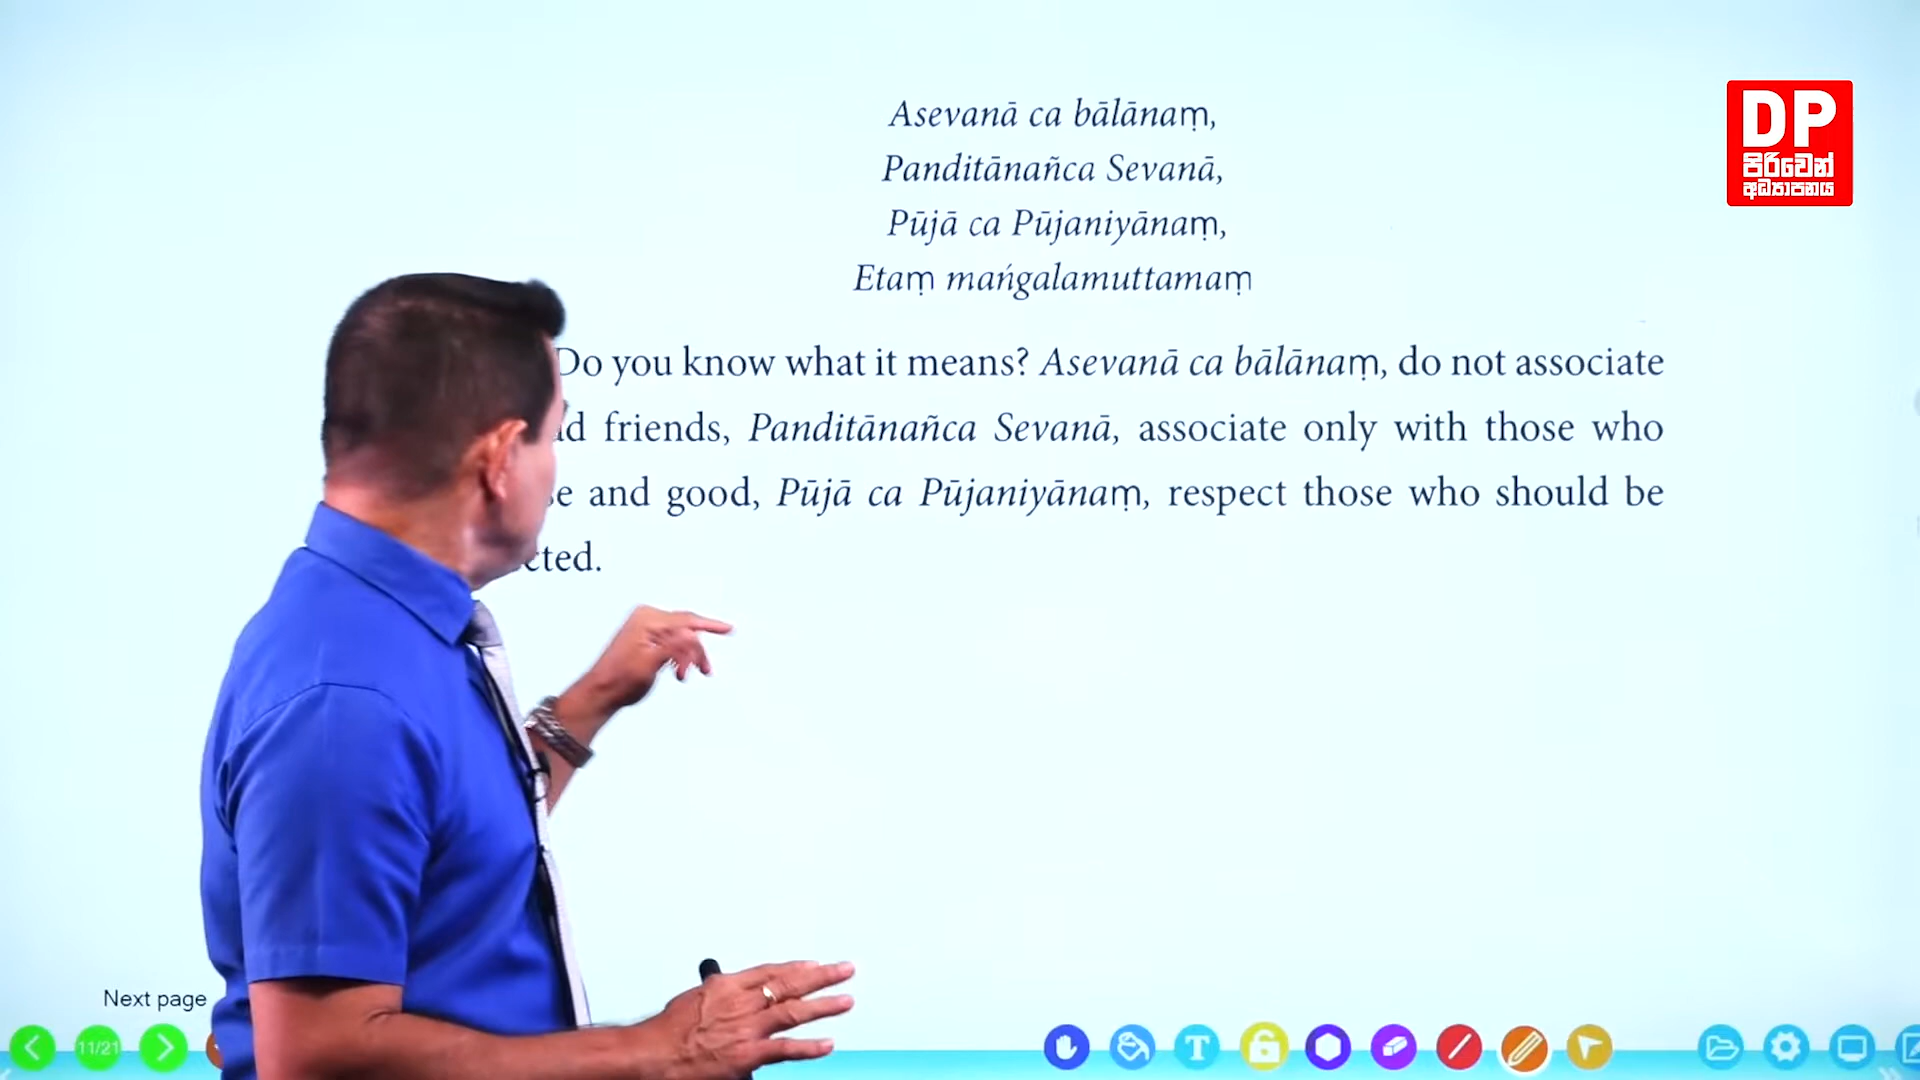 Asevanā ca bālānaṃ,
Panditānañca Sevanā,
Pūjā ca Pūjaniyānaṃ,
Etaṃ mańgalamuttamaṃ
DP
පිරිවෙන්
අධ්‍යාපනය
Do you know what it means? Asevanā ca bālānaṃ, do not associate
friends, Panditānañca Sevanā, associate only with those who
and good, Pūjā ca Pūjaniyānaṃ, respect those who should be
Next page
11/21
T